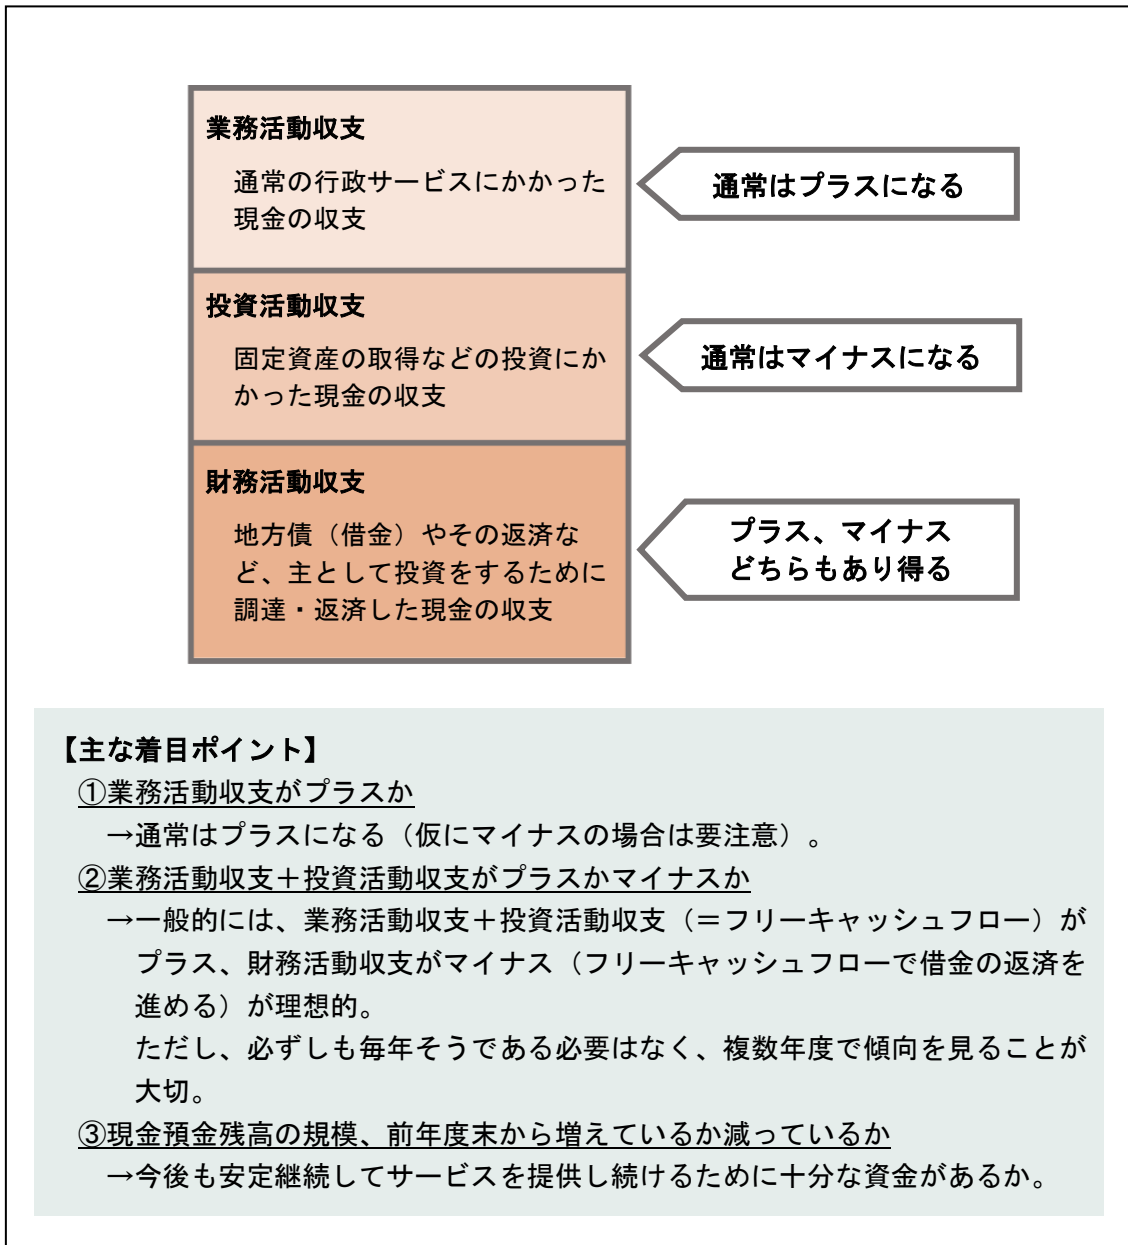 業務活動収支
通常の行政サービスにかかった
現金の収支
通常はプラスになる
投資活動収支
固定資産の取得などの投資にか
かった現金の収支
通常はマイナスになる
財務活動収支
地方債（借金）やその返済な
ど、主として投資をするために
調達・返済した現金の収支
プラス、マイナス
どちらもあり得る
【主な着目ポイント】
①業務活動収支がプラスか
→通常はプラスになる（仮にマイナスの場合は要注意）。
②業務活動収支＋投資活動収支がプラスかマイナスか
→一般的には、業務活動収支＋投資活動収支（＝フリーキャッシュフロー）が
プラス、財務活動収支がマイナス（フリーキャッシュフローで借金の返済を
進める）が理想的。
ただし、必ずしも毎年そうである必要はなく、複数年度で傾向を見ることが
大切。
③現金預金残高の規模、前年度末から増えているか減っているか
→今後も安定継続してサービスを提供し続けるために十分な資金があるか。